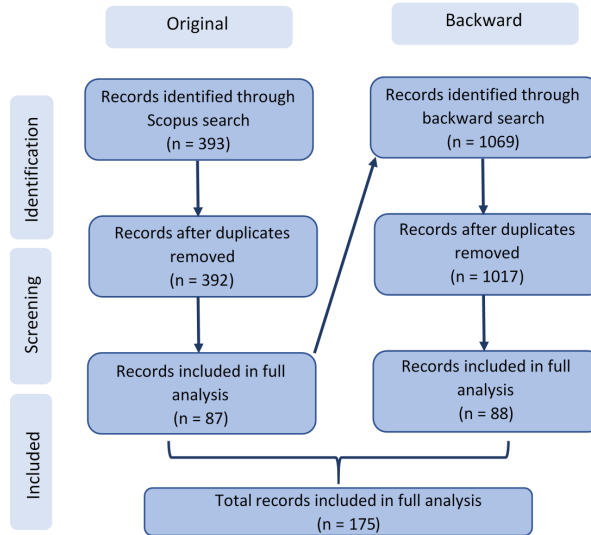 Original
Backward
Identification
Records identified through
Scopus search
(n = 393)
Records identified through
backward search
(n = 1069)
Records after duplicates
removed
(n = 392)
Records after duplicates
removed
(n = 1017)
Screening
Records included in full
analysis
(n = 87)
Records included in full
analysis
(n = 88)
Included
Total records included in full analysis
(n = 175)